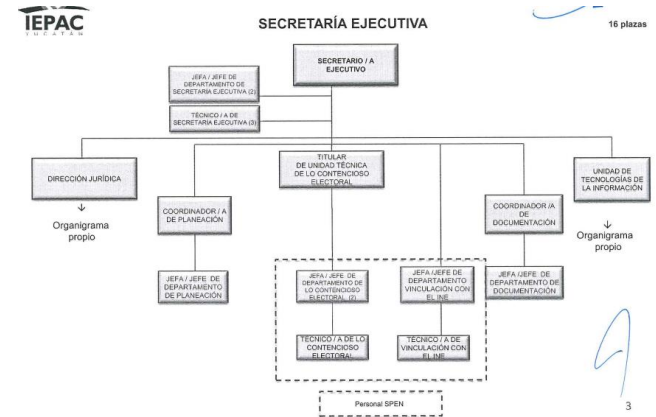 IEPAC
YUCATÁN
SECRETARÍA EJECUTIVA
16 plazas
SECRETARIO / A
EJECUTIVO
JEFA / JEFE DE
DEPARTAMENTO DE
SECRETARIA EJECUTIVA (2)
TÉCNICO / A DE
SECRETARIA EJECUTIVA (3)
DIRECCIÓN JURÍDICA
Organigrama
propio
COORDINADOR / A
DE PLANEACIÓN
JEFA / JEFE DE
DEPARTAMENTO
DE PLANEACIÓN
TITULAR
DE UNIDAD TÉCNICA
DE LO CONTENCIOSO
ELECTORAL
JEFA / JEFE DE
DEPARTAMENTO DE
LO CONTENCIOSO
ELECTORAL (2)
TÉCNICO / A DE LO
CONTENCIOSO
ELECTORAL
JEFA /JEFE DE
DEPARTAMENTO
VINCULACIÓN CON
EL INE
TÉCNICO / A DE
VINCULACIÓN CON
EL INE
COORDINADOR /A
DE
DOCUMENTACIÓN
JEFA /JEFE DE
DEPARTAMENTO DE
DOCUMENTACIÓN
UNIDAD DE
TECNOLOGÍAS DE
LA INFORMACIÓN
Organigrama
propio
Personal SPEN
3